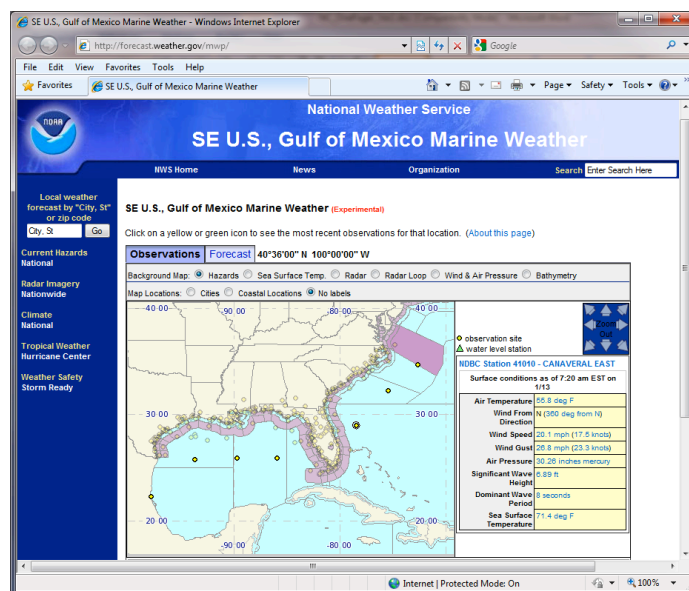 SE U.S., Gulf of Mexico Marine Weather - Windows Internet Explorer
http://forecast.weather.gov/mwp/
Google
File Edit View Favorites Tools Help
Favorites SE U.S., Gulf of Mexico Marine Weather
Page Safety Tools
NOAA
National Weather Service
SE U.S., Gulf of Mexico Marine Weather
NWS Home News Organization Search Enter Search Here
Local weather
forecast by "City, St"
or zip code
City, St Go
Current Hazards
National
Radar Imagery
Nationwide
Climate
National
Tropical Weather
Hurricane Center
Weather Safety
Storm Ready
SE U.S., Gulf of Mexico Marine Weather (Experimental)
Click on a yellow or green icon to see the most recent observations for that location. (About this page)
Observations Forecast 40°36'00" N 100°00'00" W
Background Map: Hazards Sea Surface Temp. Radar Radar Loop Wind & Air Pressure Bathymetry
Map Locations: Cities Coastal Locations No labels
40 00 -90 00 -80 00 40 00
30 00 30 00
20 00 20 00
-90 00 -80 00
Zoom
Out
observation site
water level station
NDBC Station 41010 - CANAVERAL EAST
Surface conditions as of 7:20 am EST on
1/13
Air Temperature 55.8 deg F
Wind From
Direction N (360 deg from N)
Wind Speed 20.1 mph (17.5 knots)
Wind Gust 26.8 mph (23.3 knots)
Air Pressure 30.26 inches mercury
Significant Wave
Height 6.89 ft
Dominant Wave
Period 8 seconds
Sea Surface
Temperature 71.4 deg F
Internet | Protected Mode: On 100%